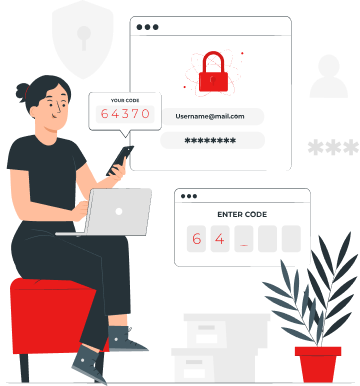 YOUR CODE
64370
Username@mail.com
********
***
ENTER CODE
6 4 _